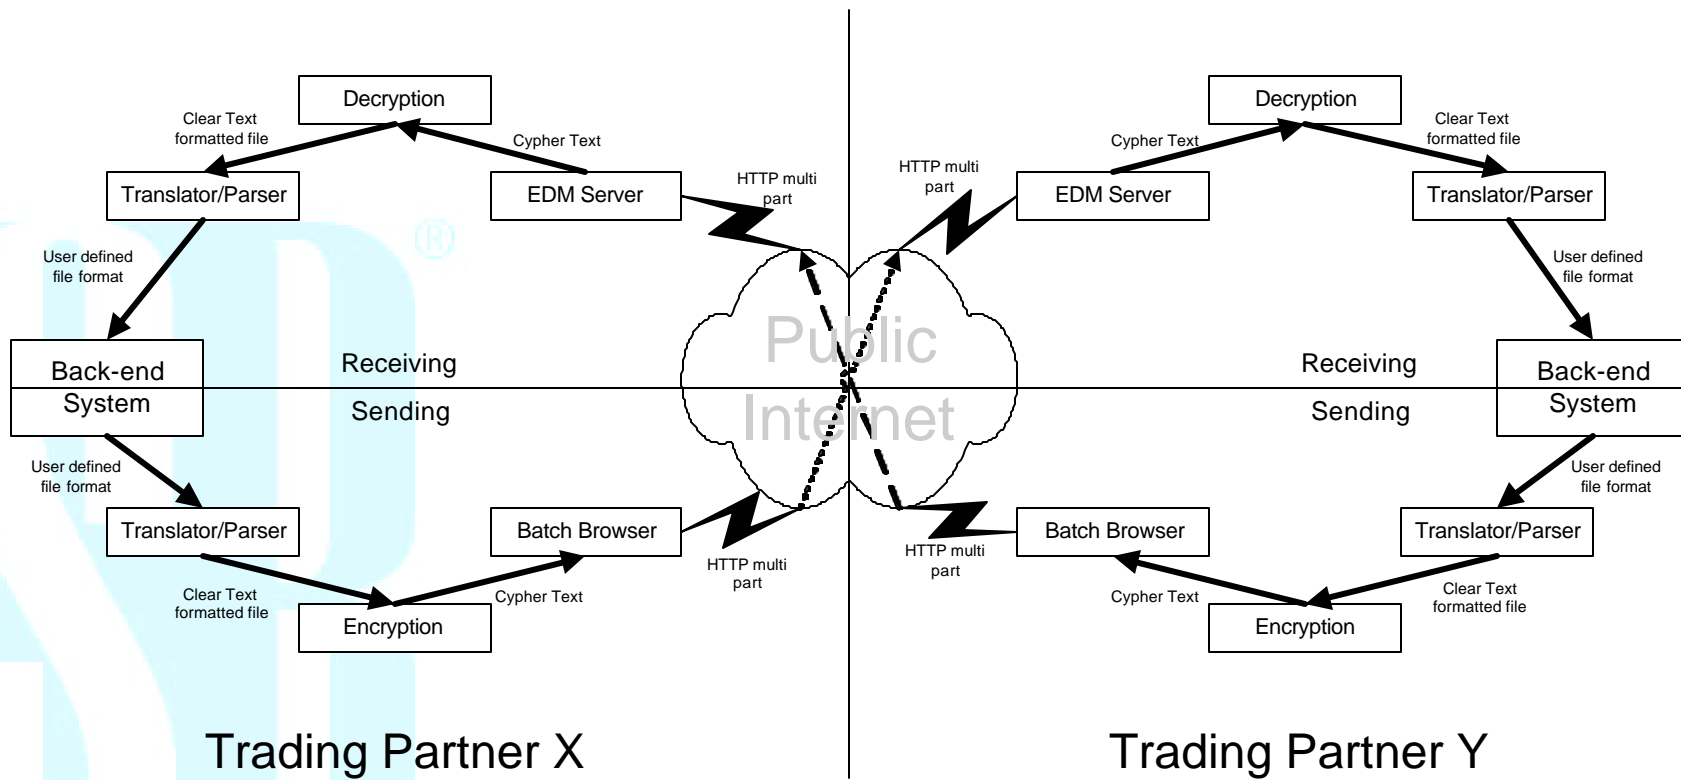 Decryption
Clear Text
formatted file
Cypher Text
Translator/Parser
EDM Server
HTTP multi
part
User defined
file format
Back-end
System
Receiving
Sending
User defined
file format
Translator/Parser
Batch Browser
HTTP multi
part
Clear Text
formatted file
Cypher Text
Encryption
Trading Partner X
Public
Internet
Decryption
Cypher Text
Clear Text
formatted file
HTTP multi
part
EDM Server
Translator/Parser
User defined
file format
Receiving
Sending
Back-end
System
User defined
file format
Batch Browser
Translator/Parser
HTTP multi
part
Cypher Text
Clear Text
formatted file
Encryption
Trading Partner Y
®